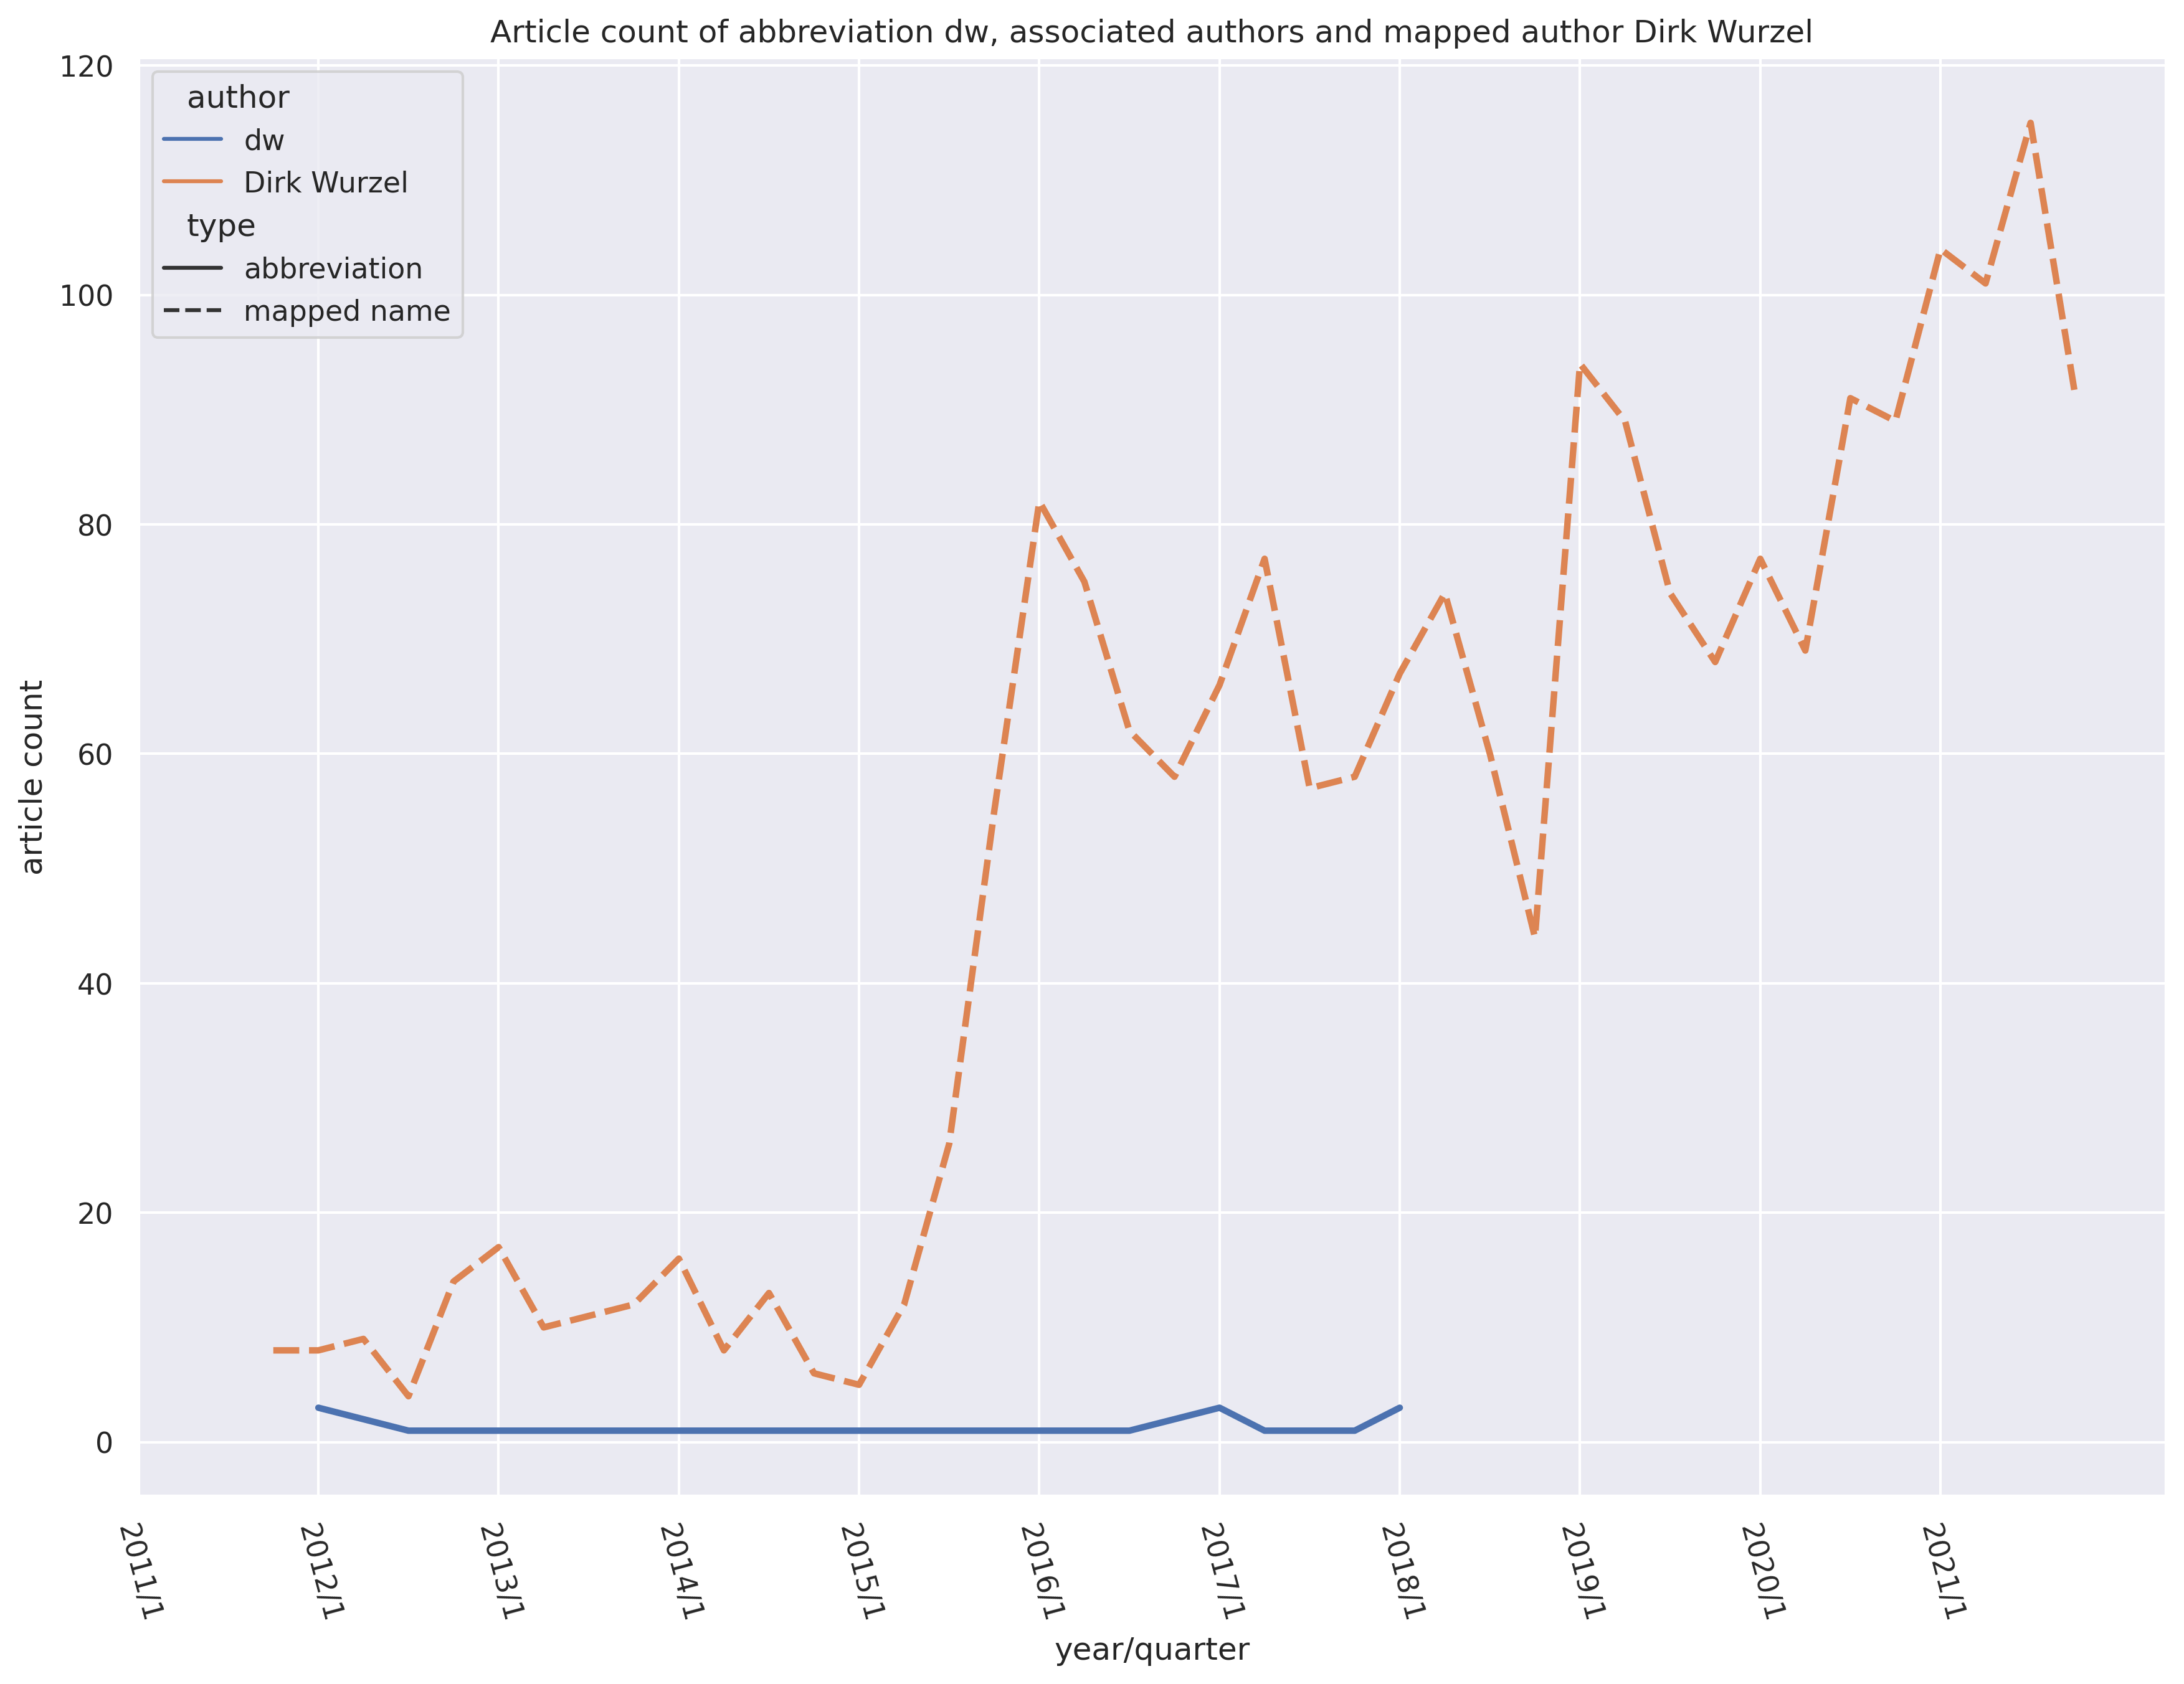 Article count of abbreviation dw, associated authors and mapped author Dirk Wurzel
120
100
80
60
40
20
0
article count
author
dw
Dirk Wurzel
type
abbreviation
mapped name
2011/1
2012/1
2013/1
2014/1
2015/1
2016/1
2017/1
2018/1
2019/1
2020/1
2021/1
year/quarter